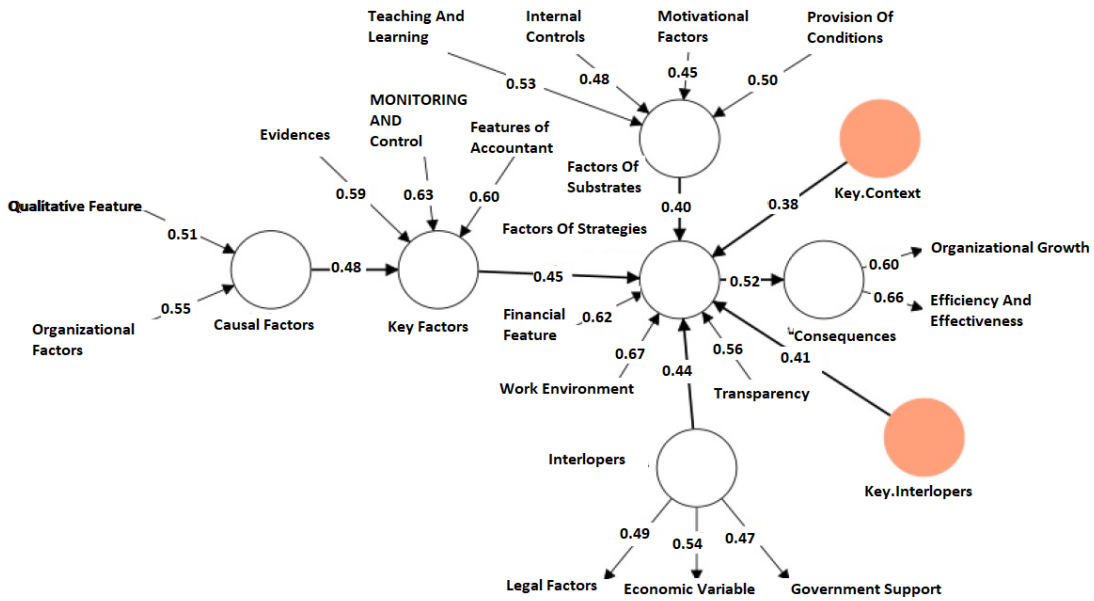 Teaching And
Learning
Internal
Controls
Motivational
Factors
Provision Of
Conditions
0.53
0.48
0.45
0.50
MONITORING
AND
Control
Evidences
Features of
Accountant
0.59
0.63
0.60
Factors Of
Substrates
Key.Context
0.40
0.38
Qualitative Feature
0.51
Factors Of Strategies
0.48
0.45
0.52
0.60
Organizational Growth
0.66
Efficiency And
Effectiveness
0.55
Organizational
Factors
Causal Factors
Key Factors
Financial
Feature
0.62
0.67
0.56
"Consequences
0.41
0.44
Work Environment
Transparency
Interlopers
Key.Interlopers
0.49
0.54
0.47
Legal Factors
Economic Variable
Government Support